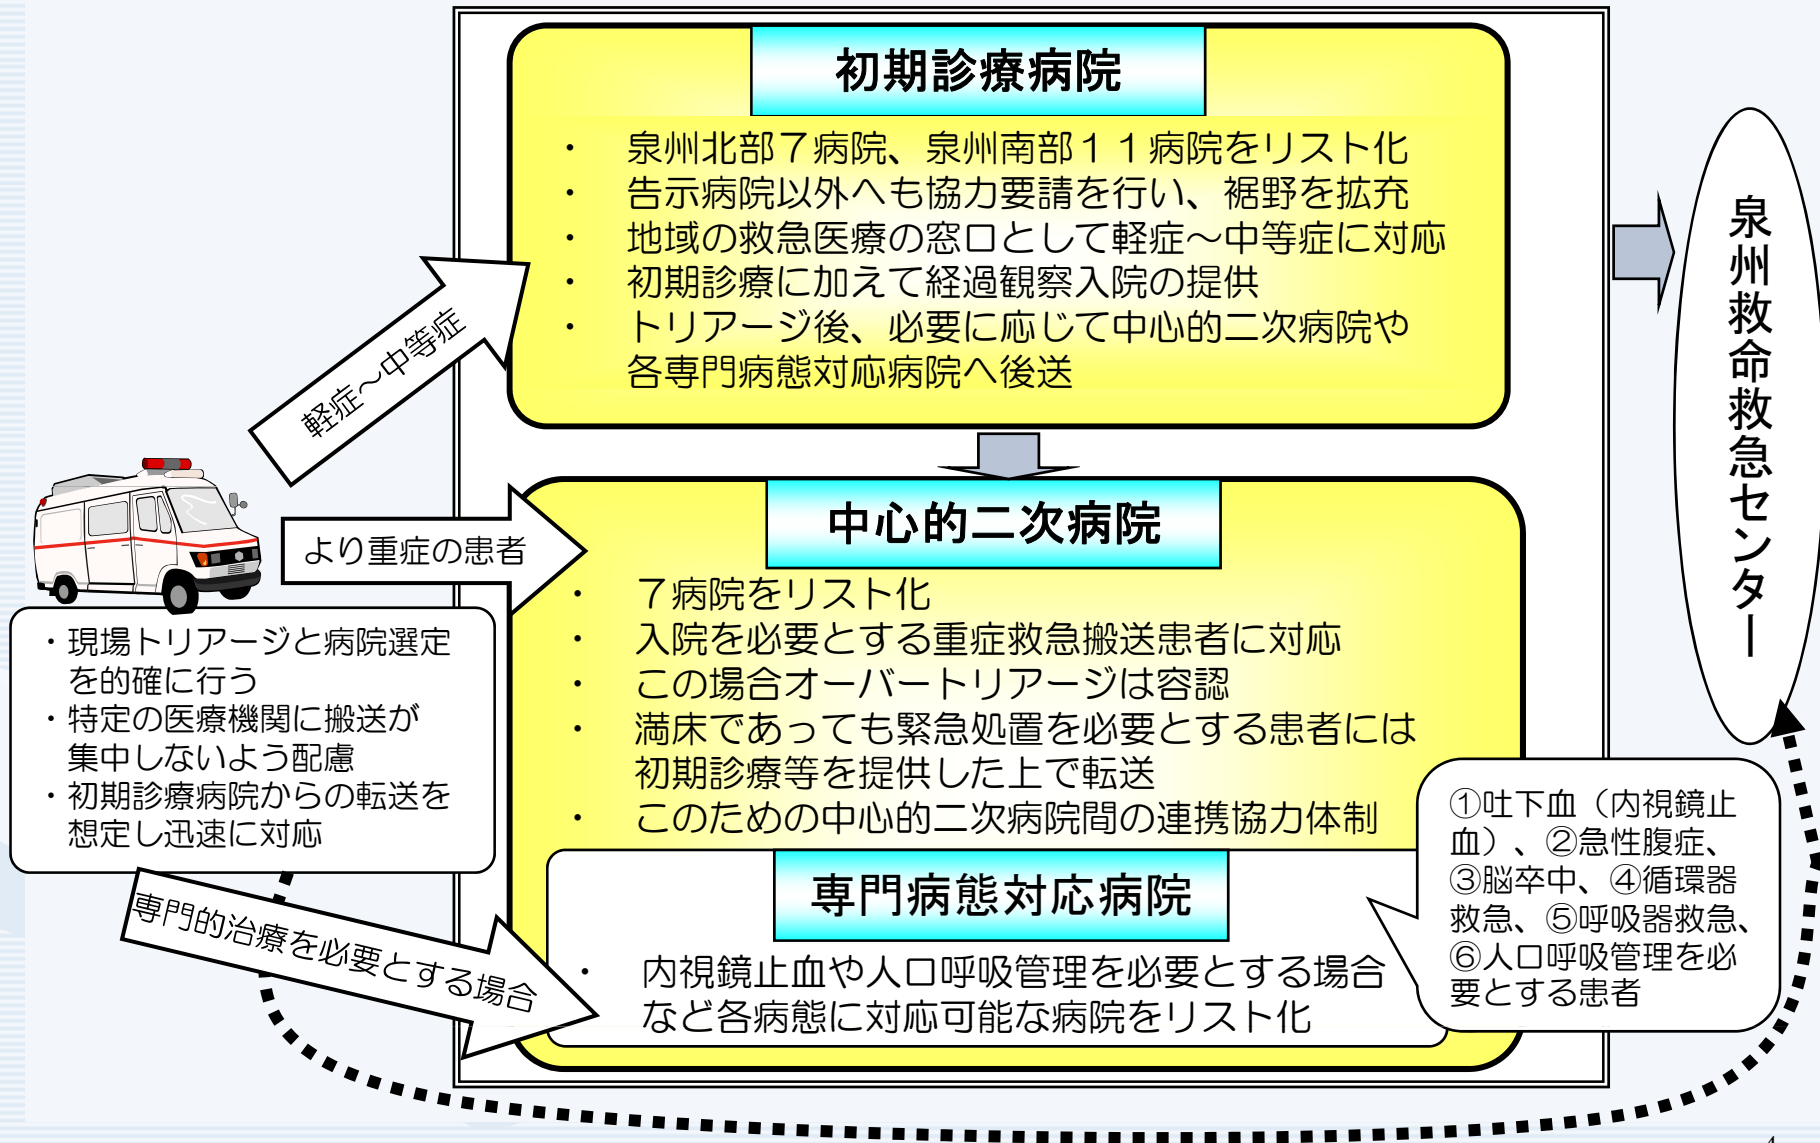 初期診療病院
・ 泉州北部７病院、泉州南部１１病院をリスト化
・ 告示病院以外へも協力要請を行い、裾野を拡充
・ 地域の救急医療の窓口として軽症～中等症に対応
・ 初期診療に加えて経過観察入院の提供
・ トリアージ後、必要に応じて中心的二次病院や
各専門病態対応病院へ後送
軽症～中等症
泉州救命救急センター
中心的二次病院
より重症の患者
・ ７病院をリスト化
・ 入院を必要とする重症救急搬送患者に対応
・ この場合オーバートリアージは容認
・ 満床であっても緊急処置を必要とする患者には
初期診療等を提供した上で転送
・ このための中心的二次病院間の連携協力体制
・現場トリアージと病院選定
を的確に行う
・特定の医療機関に搬送が
集中しないよう配慮
・初期診療病院からの転送を
想定し迅速に対応
専門的治療を必要とする場合
専門病態対応病院
・ 内視鏡止血や人口呼吸管理を必要とする場合
など各病態に対応可能な病院をリスト化
①吐下血（内視鏡止
血）、②急性腹症、
③脳卒中、④循環器
救急、⑤呼吸器救急、
⑥人口呼吸管理を必
要とする患者
4